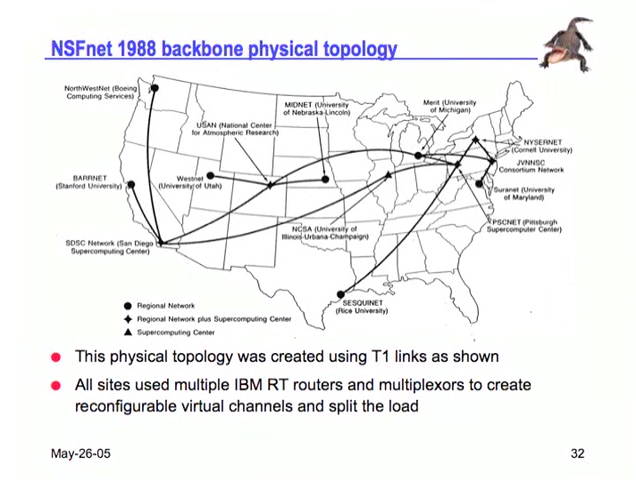 NSFnet 1988 backbone physical topology
NorthWestNet (Boeing
Computing Services)
MIDNET (University
of Nebraska-Lincoln)
Merit (University
of Michigan)
USAN (National Center
for Atmospheric Research)
NYSERNET
(Cornell University)
JVNNSC
Consortium Network)
BARRNET
(Stanford University)
Westnet
(University of Utah)
Suranet (University
of Maryland)
PSCNET (Pittsburgh
Supercomputer Center)
NCSA (University of
Illinois-Urbana-Champaign)
SDSC Network (San Diego
Supercomputing Center)
SESQUINET
(Rice University)
Regional Network
Regional Network plus Supercomputing Center
Supercomputing Center
This physical topology was created using T1 links as shown
All sites used multiple IBM RT routers and multiplexors to create
reconfigurable virtual channels and split the load
May-26-05
32